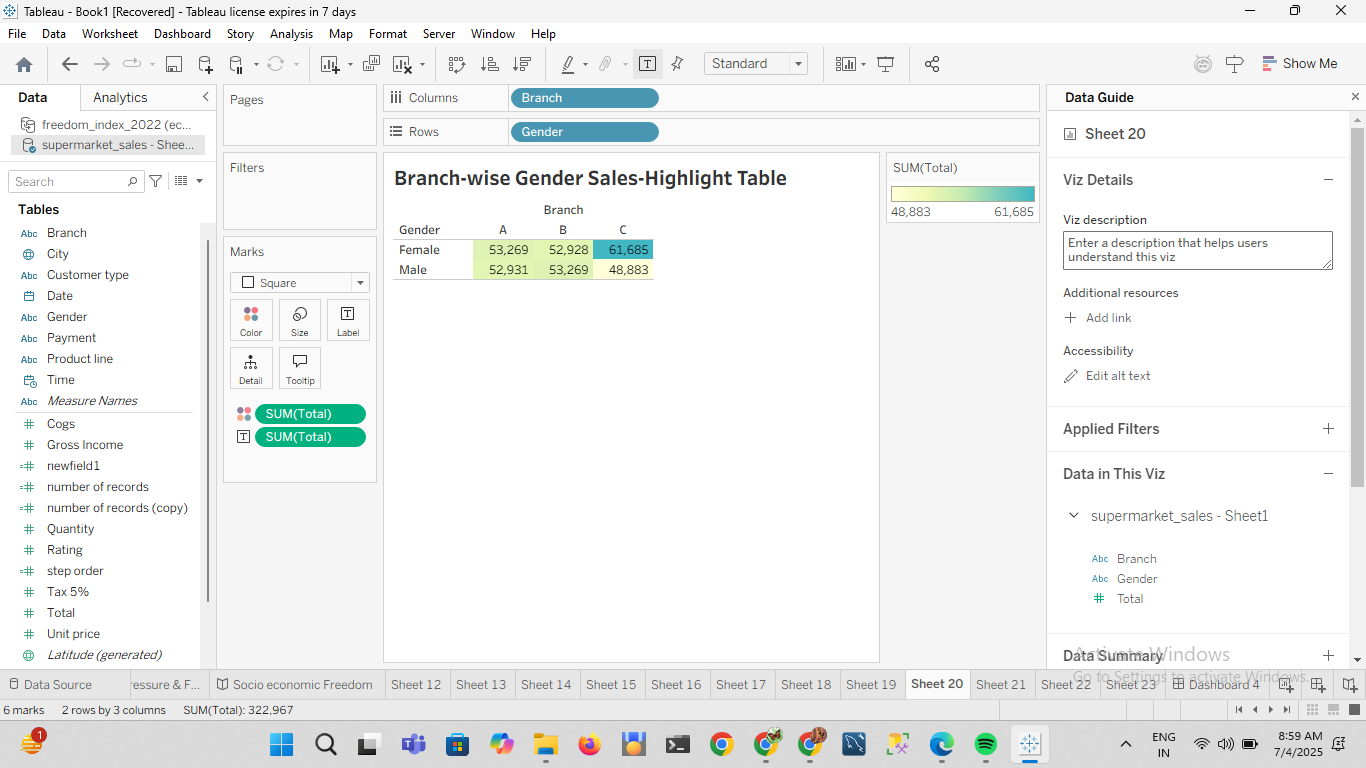 Tableau - Book1 [Recovered] - Tableau license expires in 7 days
File Data Worksheet Dashboard Story Analysis Map Format Server Window Help
Standard
Show Me
Data Analytics
freedom_index_2022 (ec...
supermarket_sales - Shee...
Search
Tables
Abc Branch
City
Abc Customer type
Date
Abc Gender
Abc Payment
Abc Product line
Time
Abc Measure Names
Cogs
Gross Income
newfield1
number of records
number of records (copy)
Quantity
Rating
step order
Tax 5%
Total
Unit price
Latitude (generated)
Pages
Filters
Marks
Square
Color Size Label
Detail Tooltip
SUM(Total)
SUM(Total)
Columns Branch
Rows Gender
Branch-wise Gender Sales-Highlight Table
Branch
Gender A B C
Female 53,269 52,928 61,685
Male 52,931 53,269 48,883
SUM(Total)
48,883 61,685
Data Guide
Sheet 20
Viz Details
Viz description
Enter a description that helps users
understand this viz
Additional resources
Add link
Accessibility
Edit alt text
Applied Filters
Data in This Viz
supermarket_sales - Sheet1
Abc Branch
Abc Gender
Total
Data Summary
Activate Windows
Go to Settings to activate Windows.
Data Source ressure & F... Socio economic Freedom Sheet 12 Sheet 13 Sheet 14 Sheet 15 Sheet 16 Sheet 17 Sheet 18 Sheet 19 Sheet 20 Sheet 21 Sheet 22 Sheet 23 Dashboard 4
6 marks 2 rows by 3 columns SUM(Total): 322,967
1
ENG
IN
8:59 AM
7/4/2025